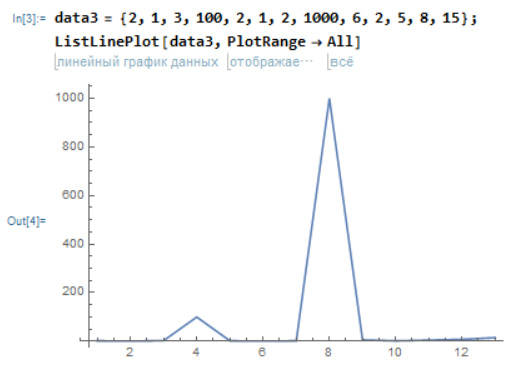 In[3]:= data3 = {2, 1, 3, 100, 2, 1, 2, 1000, 6, 2, 5, 8, 15};
ListLinePlot[data3, PlotRange → All]
линейный график данных отображае⋯ всё
1000
800
600
Out[4]=
400
200
2 4 6 8 10 12